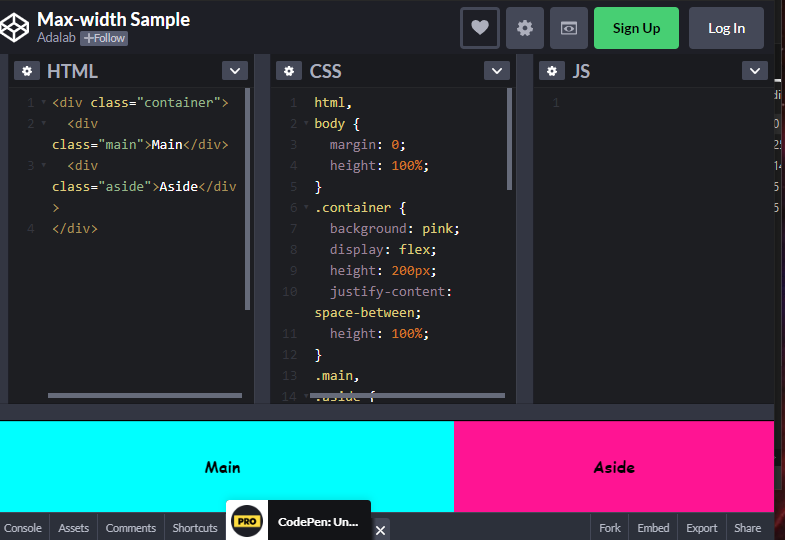 Max-width Sample
Adalab +Follow
Sign Up
Log In
HTML
CSS
JS
1 <div class="container">
2 <div
class="main">Main</div>
3 <div
class="aside">Aside</div
>
4 </div>
1 html,
2 body {
3 margin: 0;
4 height: 100%;
5 }
6 .container {
7 background: pink;
8 display: flex;
9 height: 200px;
10 justify-content:
space-between;
11 height: 100%;
12 }
13 .main,
14 .aside {
1
Main
Aside
Console Assets Comments Shortcuts
PRO CodePen: Un...
Fork Embed Export Share